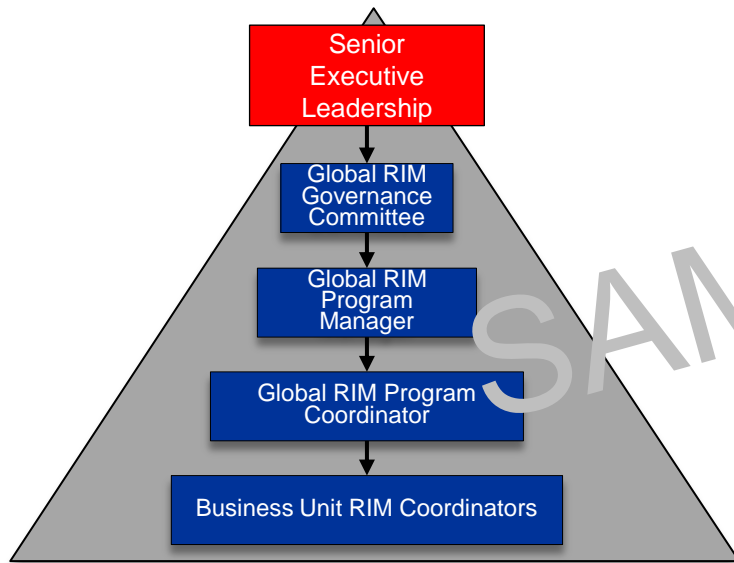 Senior
Executive
Leadership
Global RIM
Governance
Committee
Global RIM
Program
Manager
Global RIM Program
Coordinator
Business Unit RIM Coordinators